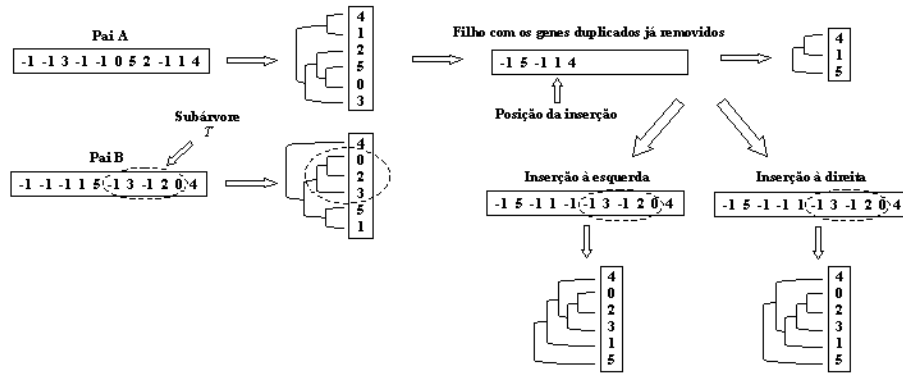 Pai A
-1 -1 3 -1 -1 0 5 2 -1 1 4
4
1
2
5
0
3
Filho com os genes duplicados já removidos
-1 5 -1 1 4
Posição da inserção
4
1
5
Subárvore
T
Pai B
-1 -1 -1 1 5 -1 3 -1 2 0 4
4
0
2
3
5
1
Inserção à esquerda
-1 5 -1 1 -1 -1 3 -1 2 0 4
4
0
2
3
1
5
Inserção à direita
-1 5 -1 -1 1 -1 3 -1 2 0 4
4
0
2
3
1
5